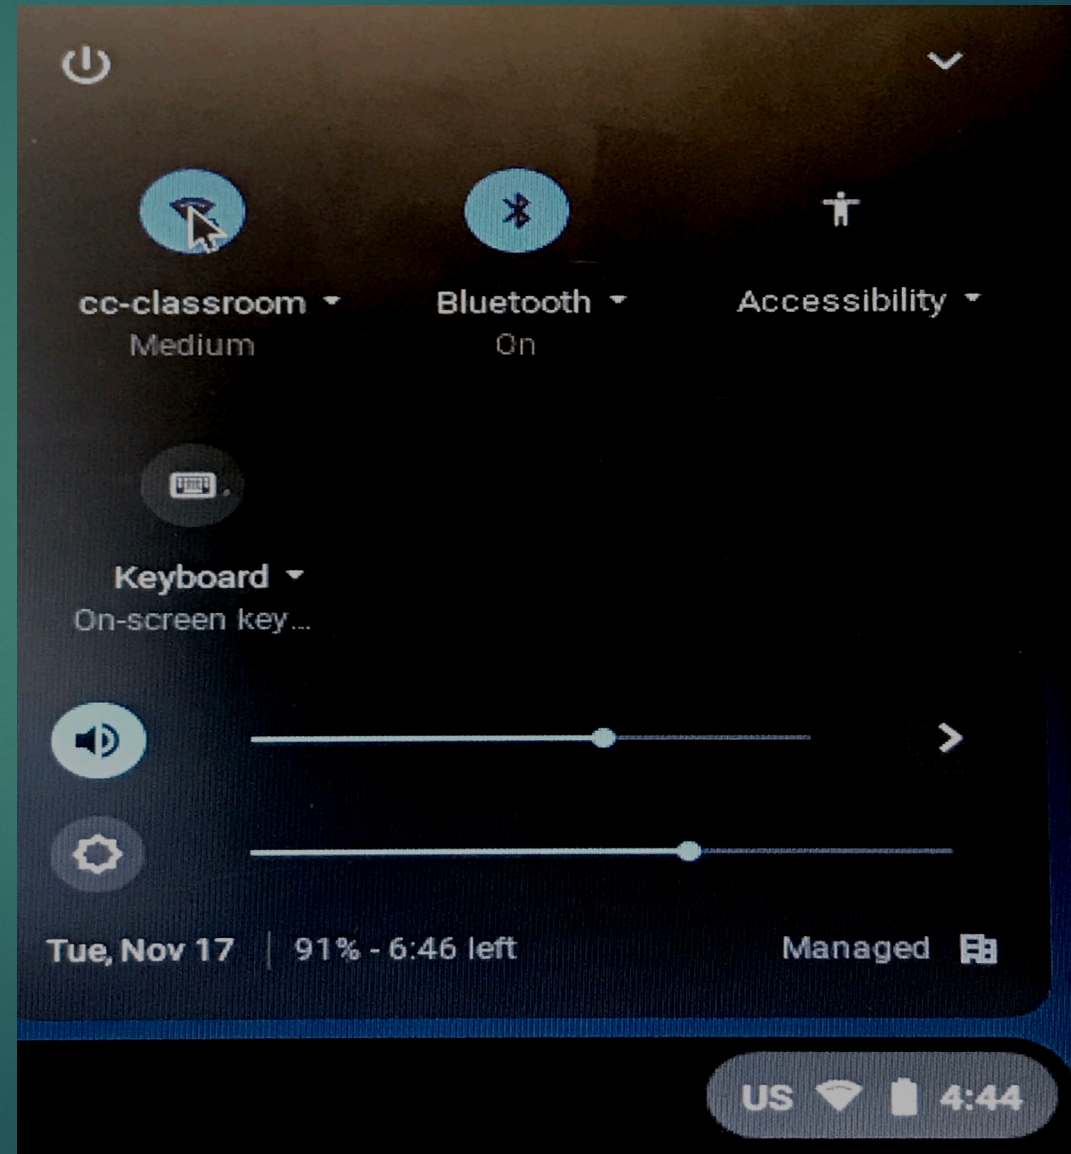 cc-classroom Bluetooth Accessibility
Medium On
Keyboard
On-screen key...
Tue, Nov 17 91% - 6:46 left Managed
US 4:44